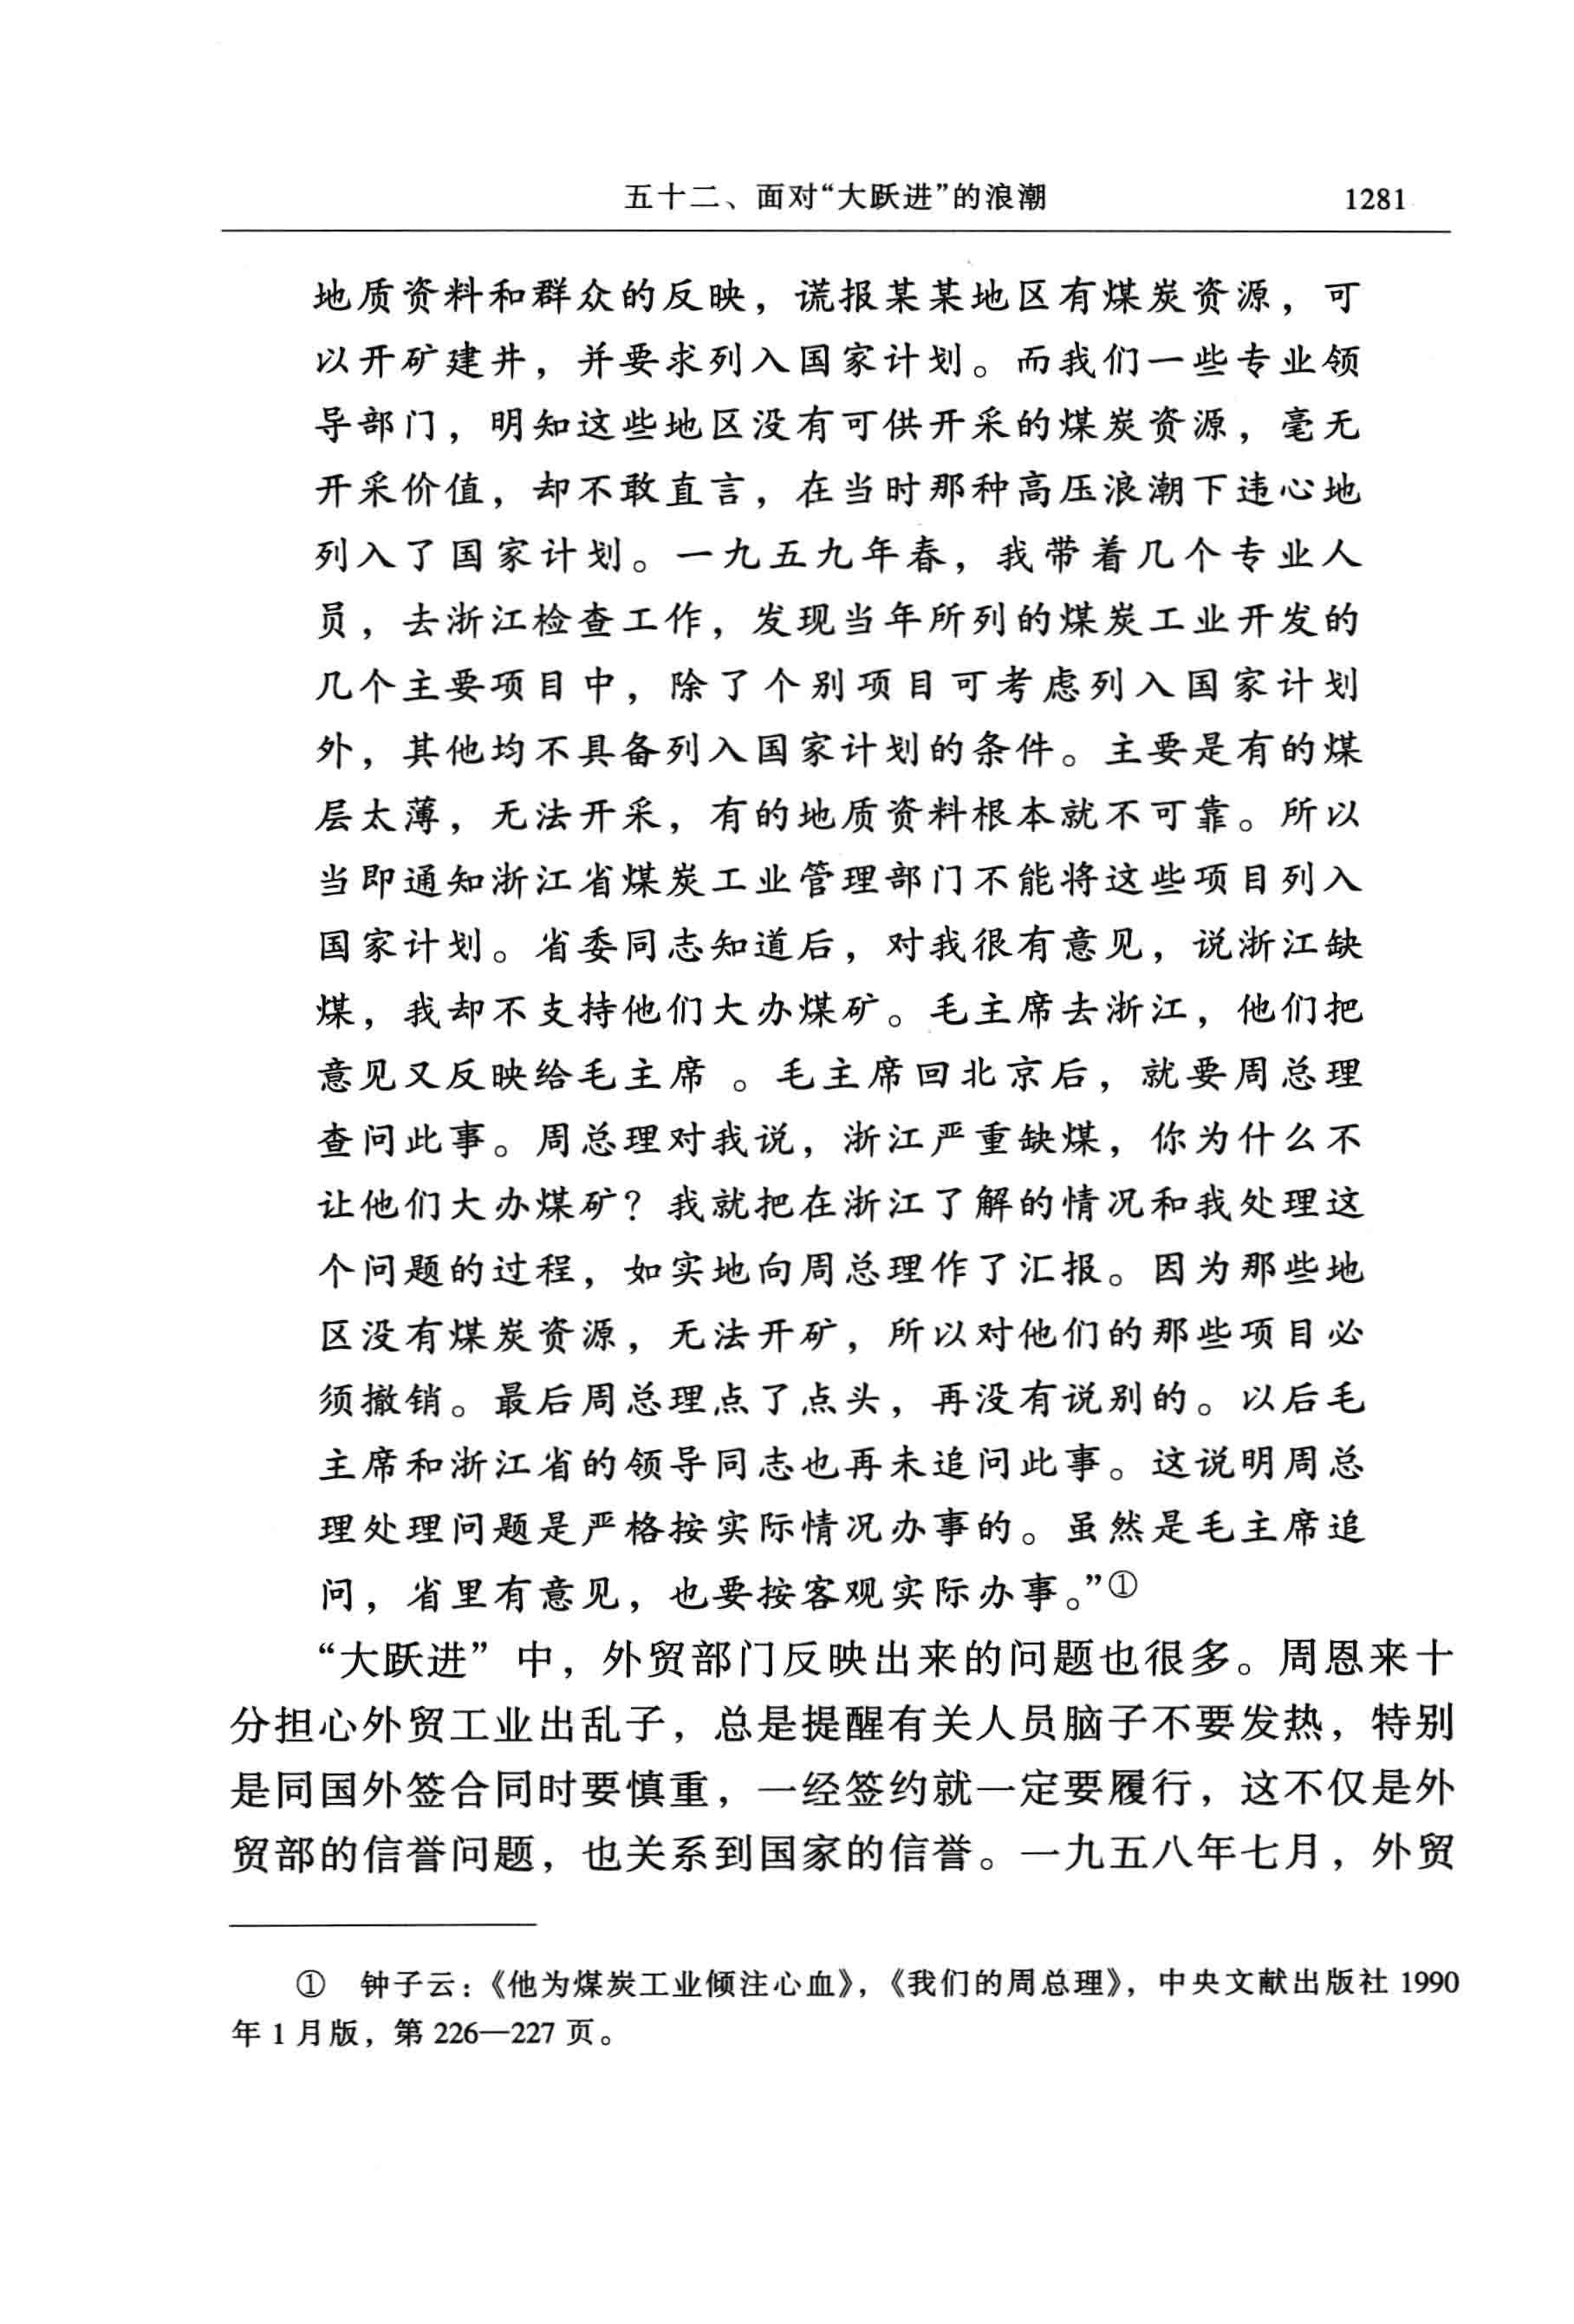 五十二、面对“大跃进”的浪潮 1281
地质资料和群众的反映，谎报某某地区有煤炭资源，可
以开矿建井，并要求列入国家计划。而我们一些专业领
导部门，明知这些地区没有可供开采的煤炭资源，毫无
开采价值，却不敢直言，在当时那种高压浪潮下违心地
列入了国家计划。一九五九年春，我带着几个专业人
员，去浙江检查工作，发现当年所列的煤炭工业开发的
几个主要项目中，除了个别项目可考虑列入国家计划
外，其他均不具备列入国家计划的条件。主要是有的煤
层太薄，无法开采，有的地质资料根本就不可靠。所以
当即通知浙江省煤炭工业管理部门不能将这些项目列入
国家计划。省委同志知道后，对我很有意见，说浙江缺
煤，我却不支持他们大办煤矿。毛主席去浙江，他们把
意见又反映给毛主席 。毛主席回北京后，就要周总理
查问此事。周总理对我说，浙江严重缺煤，你为什么不
让他们大办煤矿？我就把在浙江了解的情况和我处理这
个问题的过程，如实地向周总理作了汇报。因为那些地
区没有煤炭资源，无法开矿，所以对他们的那些项目必
须撤销。最后周总理点了点头，再没有说别的。以后毛
主席和浙江省的领导同志也再未追问此事。这说明周总
理处理问题是严格按实际情况办事的。虽然是毛主席追
问，省里有意见，也要按客观实际办事。”①
“大跃进”中，外贸部门反映出来的问题也很多。周恩来十
分担心外贸工业出乱子，总是提醒有关人员脑子不要发热，特别
是同国外签合同时要慎重，一经签约就一定要履行，这不仅是外
贸部的信誉问题，也关系到国家的信誉。一九五八年七月，外贸
① 钟子云：《他为煤炭工业倾注心血》，《我们的周总理》，中央文献出版社 1990
年 1 月版，第 226—227 页。